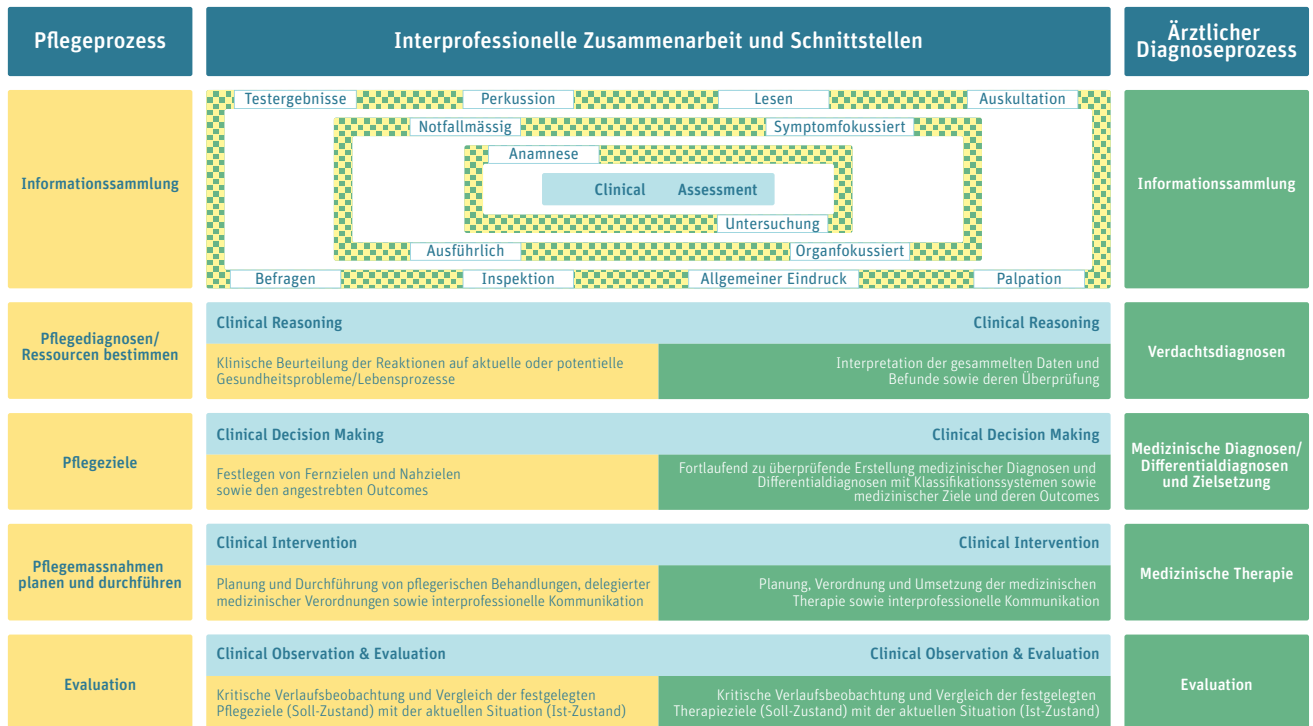 Pflegeprozess
Interprofessionelle Zusammenarbeit und Schnittstellen
Ärztlicher
Diagnoseprozess
Informationssammlung
Testergebnisse
Perkussion
Lesen
Auskultation
Notfallmässig
Symptomfokussiert
Anamnese
Clinical Assessment
Untersuchung
Ausführlich
Organfokussiert
Befragen
Inspektion
Allgemeiner Eindruck
Palpation
Informationssammlung
Pflegediagnosen/
Ressourcen bestimmen
Clinical Reasoning
Clinical Reasoning
Klinische Beurteilung der Reaktionen auf aktuelle oder potentielle
Gesundheitsprobleme/Lebensprozesse
Interpretation der gesammelten Daten und
Befunde sowie deren Überprüfung
Verdachtsdiagnosen
Pflegeziele
Clinical Decision Making
Clinical Decision Making
Festlegen von Fernzielen und Nahzielen
sowie den angestrebten Outcomes
Fortlaufend zu überprüfende Erstellung medizinischer Diagnosen und
Differentialdiagnosen mit Klassifikationssystemen sowie
medizinischer Ziele und deren Outcomes
Medizinische Diagnosen/
Differentialdiagnosen
und Zielsetzung
Pflegemassnahmen
planen und durchführen
Clinical Intervention
Clinical Intervention
Planung und Durchführung von pflegerischen Behandlungen, delegierter
medizinischer Verordnungen sowie interprofessionelle Kommunikation
Planung, Verordnung und Umsetzung der medizinischen
Therapie sowie interprofessionelle Kommunikation
Medizinische Therapie
Evaluation
Clinical Observation & Evaluation
Clinical Observation & Evaluation
Kritische Verlaufsbeobachtung und Vergleich der festgelegten
Pflegeziele (Soll-Zustand) mit der aktuellen Situation (Ist-Zustand)
Kritische Verlaufsbeobachtung und Vergleich der festgelegten
Therapieziele (Soll-Zustand) mit der aktuellen Situation (Ist-Zustand)
Evaluation